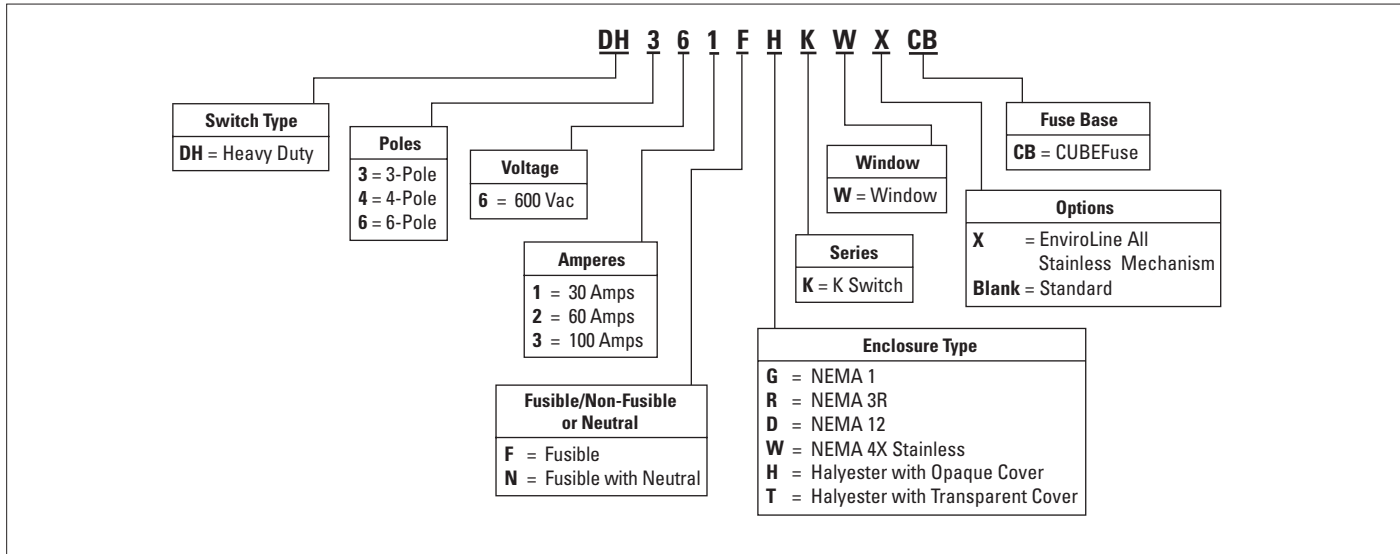 DH 3 6 1 F H K W X CB
Switch Type
DH = Heavy Duty
Poles
3 = 3-Pole
4 = 4-Pole
6 = 6-Pole
Voltage
6 = 600 Vac
Amperes
1 = 30 Amps
2 = 60 Amps
3 = 100 Amps
Fusible/Non-Fusible
or Neutral
F = Fusible
N = Fusible with Neutral
Enclosure Type
G = NEMA 1
R = NEMA 3R
D = NEMA 12
W = NEMA 4X Stainless
H = Halyester with Opaque Cover
T = Halyester with Transparent Cover
Series
K = K Switch
Window
W = Window
Options
X = EnviroLine All
Stainless Mechanism
Blank = Standard
Fuse Base
CB = CUBEFuse